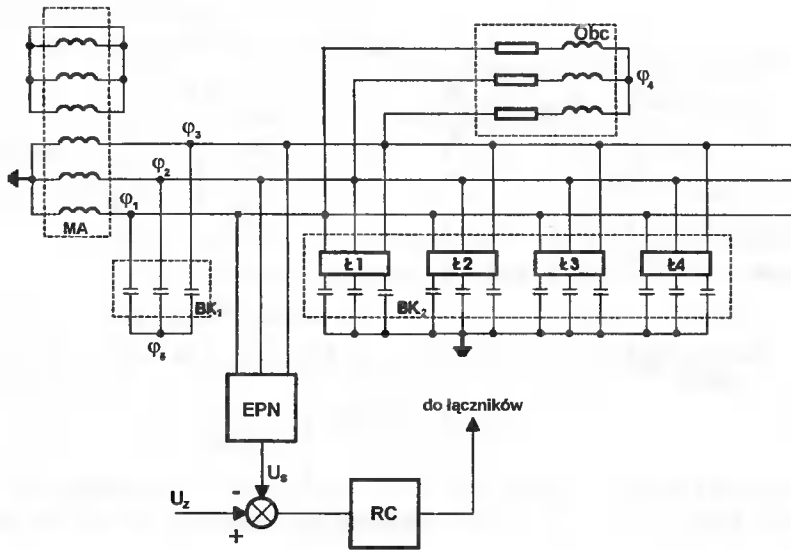 Obc
φ4
φ3
φ2
φ1
MA
Ł1
Ł2
Ł3
Ł4
BK1
BK2
φ5
EPN
do łączników
Us
Uz
-
+
RC